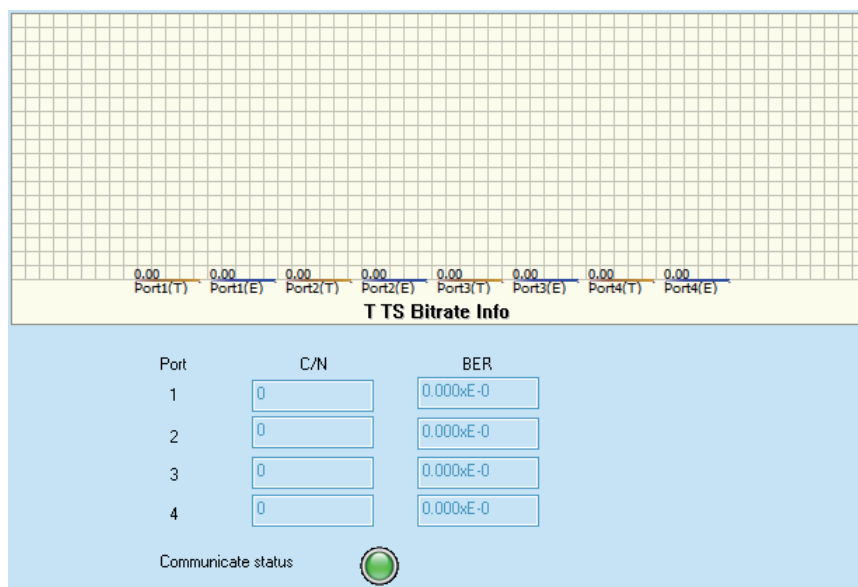 0.00 0.00 0.00 0.00 0.00 0.00 0.00 0.00
Port1(T) Port1(E) Port2(T) Port2(E) Port3(T) Port3(E) Port4(T) Port4(E)
T TS Bitrate Info
Port C/N BER
1 0 0.000xE-0
2 0 0.000xE-0
3 0 0.000xE-0
4 0 0.000xE-0
Communicate status